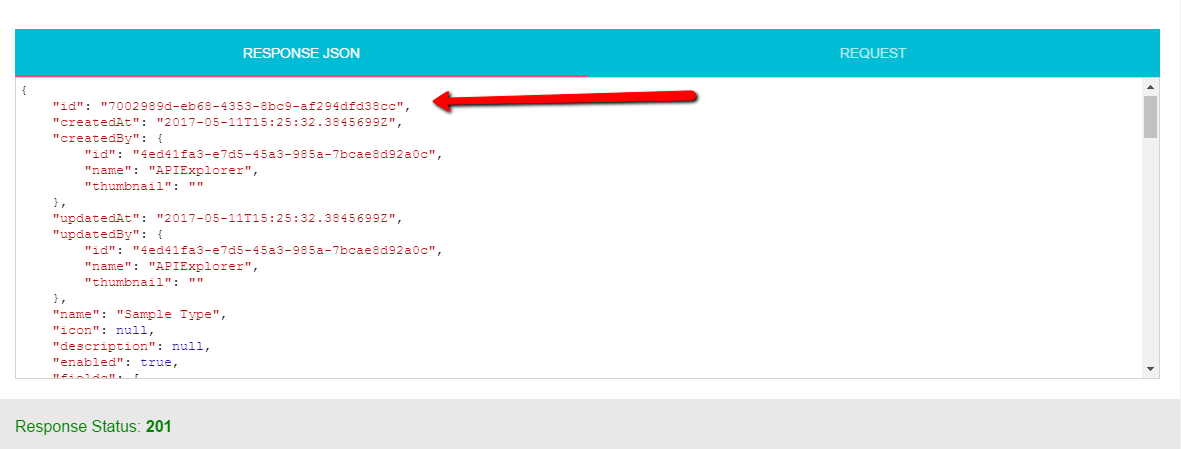 RESPONSE JSON
REQUEST
{
"id": "7002989d-eb68-4353-8bc9-af294dfd38cc",
"createdAt": "2017-05-11T15:25:32.3845699Z",
"createdBy": {
"id": "4ed41fa3-e7d5-45a3-985a-7bcae8d92a0c",
"name": "APIExplorer",
"thumbnail": ""
},
"updatedAt": "2017-05-11T15:25:32.3845699Z",
"updatedBy": {
"id": "4ed41fa3-e7d5-45a3-985a-7bcae8d92a0c",
"name": "APIExplorer",
"thumbnail": ""
},
"name": "Sample Type",
"icon": null,
"description": null,
"enabled": true,
"fields": [
Response Status: 201